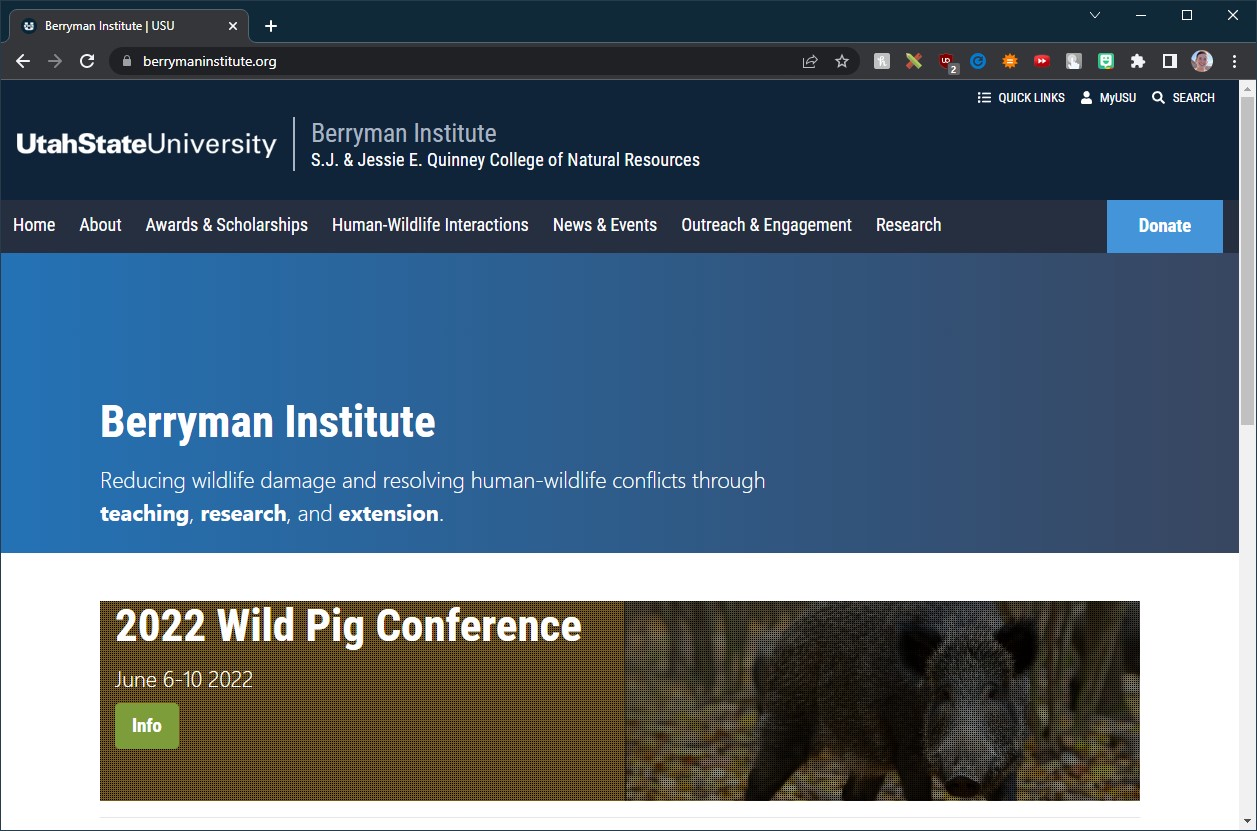 Berryman Institute | USU
berrymaninstitute.org
UD
2
QUICK LINKS MyUSU SEARCH
UtahStateUniversity
Berryman Institute
S.J. & Jessie E. Quinney College of Natural Resources
Home About Awards & Scholarships Human-Wildlife Interactions News & Events Outreach & Engagement Research Donate
Berryman Institute
Reducing wildlife damage and resolving human-wildlife conflicts through
teaching, research, and extension.
2022 Wild Pig Conference
June 6-10 2022
Info